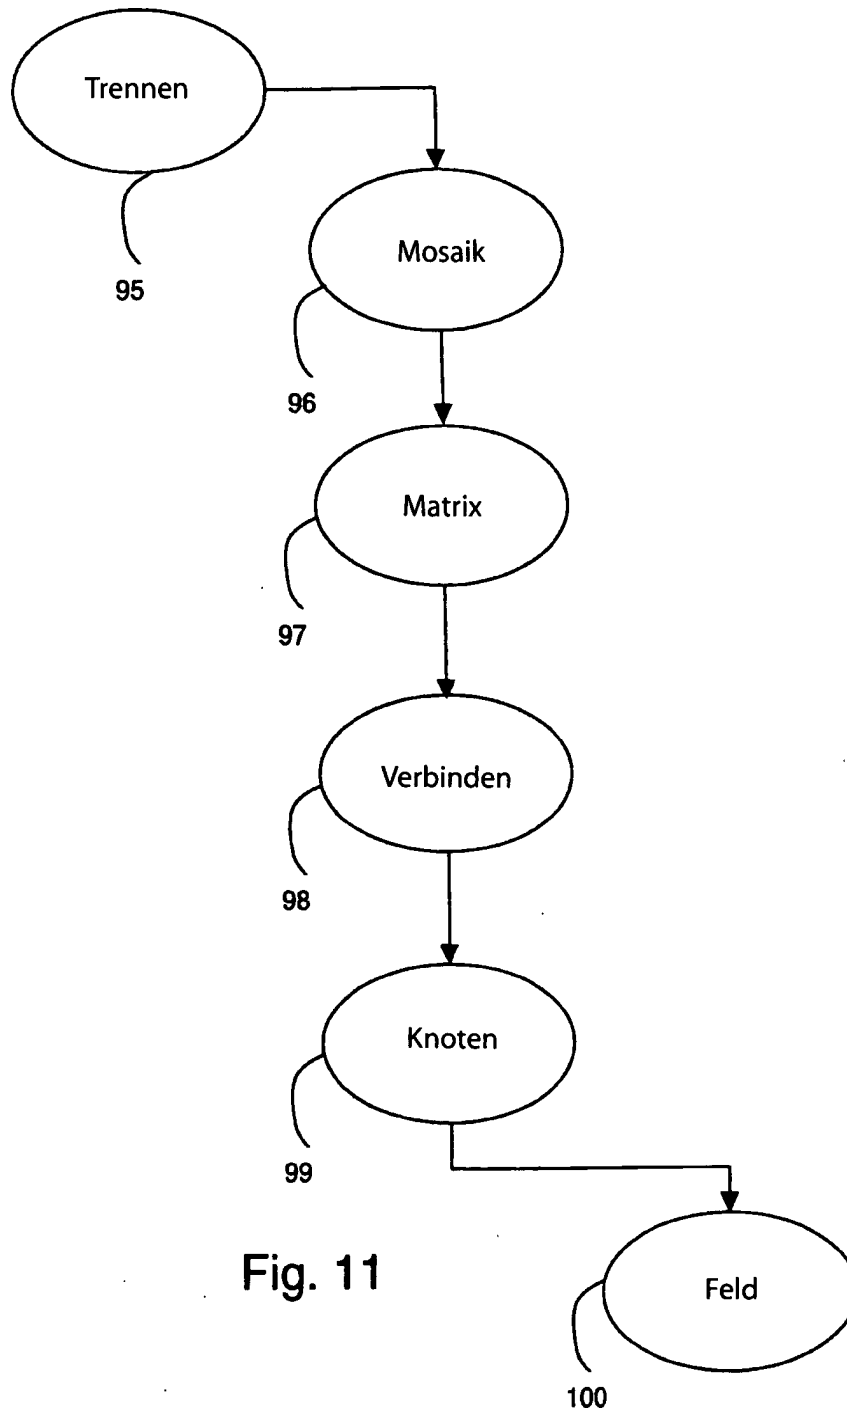 Trennen
95
Mosaik
96
Matrix
97
Verbinden
98
Knoten
99
Feld
100
Fig. 11